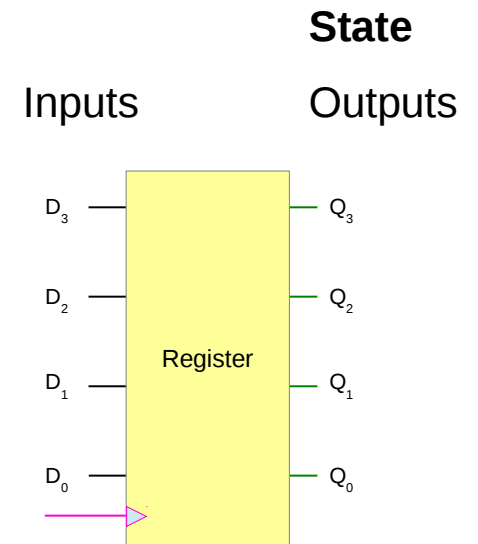 State
Inputs Outputs
D3 Q3
D2 Q2
Register
D1 Q1
D0 Q0